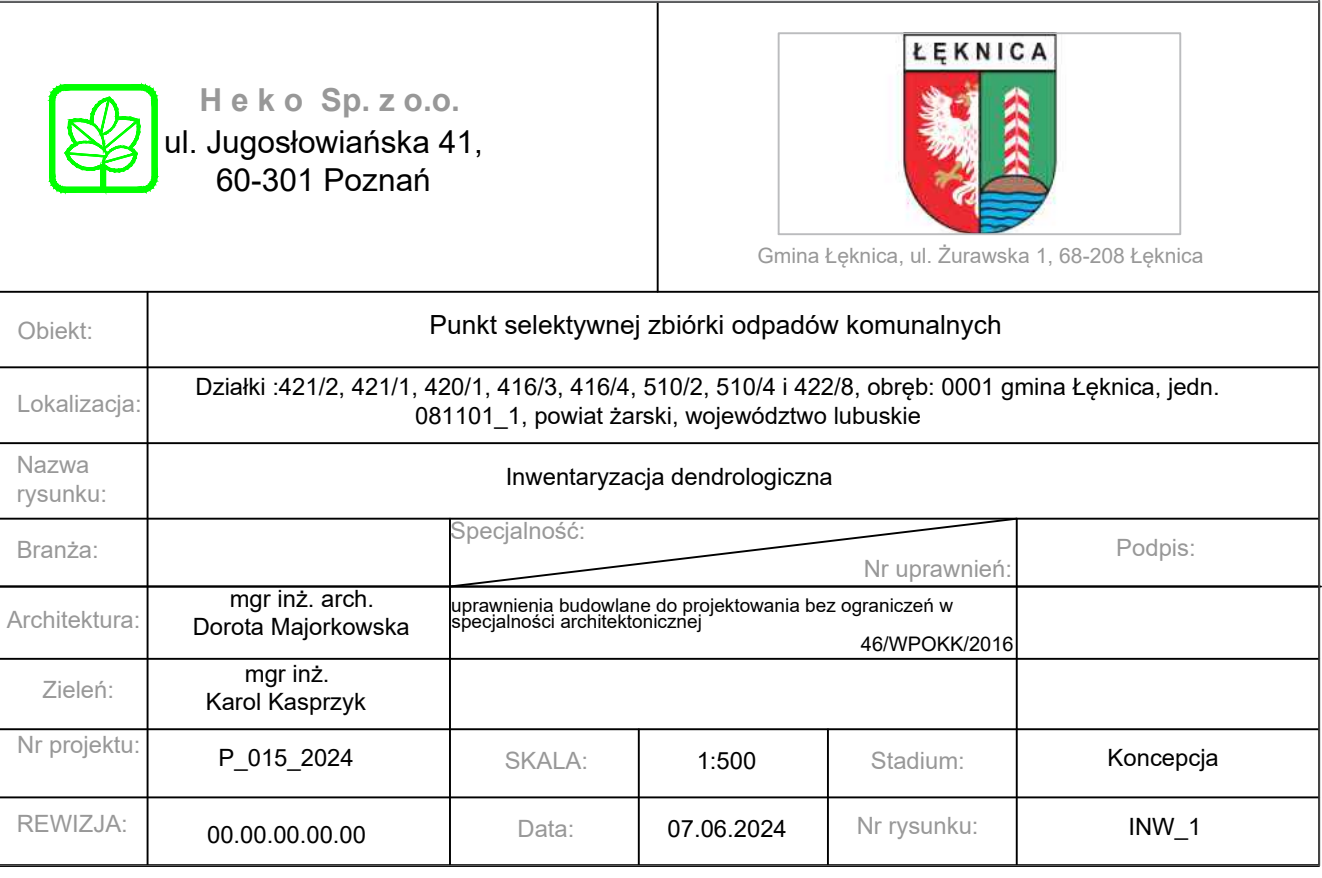 H e k o Sp. z o.o.
ul. Jugosłowiańska 41,
60-301 Poznań
ŁĘKNICA
Gmina Łęknica, ul. Żurawska 1, 68-208 Łęknica
Obiekt:
Punkt selektywnej zbiórki odpadów komunalnych
Lokalizacja:
Działki :421/2, 421/1, 420/1, 416/3, 416/4, 510/2, 510/4 i 422/8, obręb: 0001 gmina Łęknica, jedn.
081101_1, powiat żarski, województwo lubuskie
Nazwa
rysunku:
Inwentaryzacja dendrologiczna
Branża:
Specjalność:
Nr uprawnień:
Podpis:
Architektura:
mgr inż. arch.
Dorota Majorkowska
uprawnienia budowlane do projektowania bez ograniczeń w
specjalności architektonicznej
46/WPOKK/2016
Zieleń:
mgr inż.
Karol Kasprzyk
Nr projektu:
P_015_2024
SKALA:
1:500
Stadium:
Koncepcja
REWIZJA:
00.00.00.00.00
Data:
07.06.2024
Nr rysunku:
INW_1